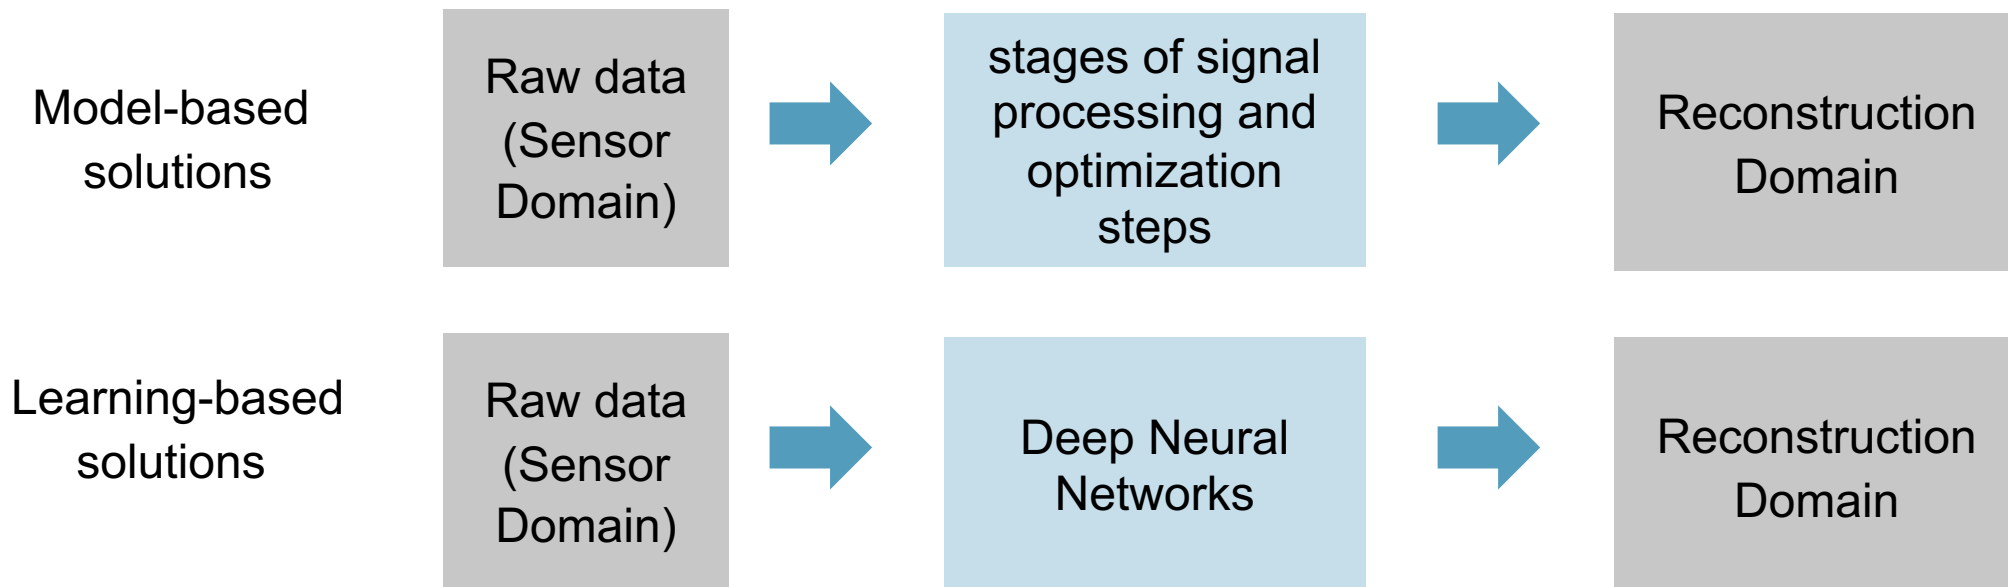 Model-based
solutions
Raw data
(Sensor
Domain)
stages of signal
processing and
optimization
steps
Reconstruction
Domain
Learning-based
solutions
Raw data
(Sensor
Domain)
Deep Neural
Networks
Reconstruction
Domain